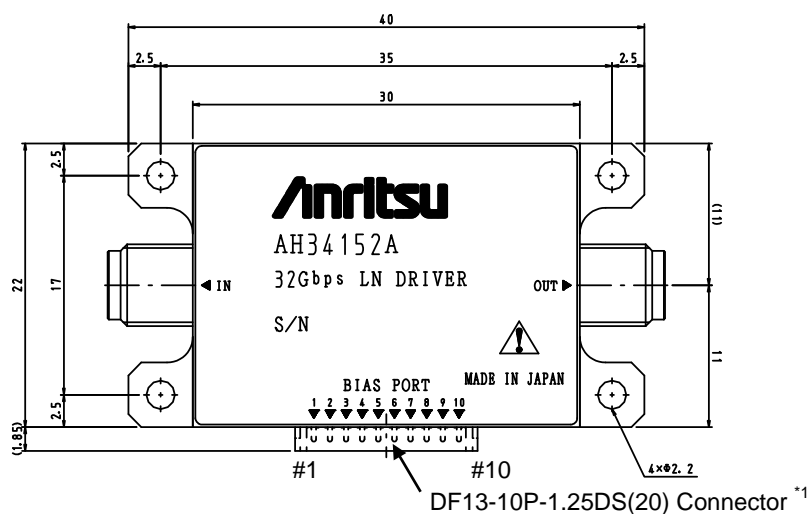 40
2.5 35 2.5
30
2.5
17
22
2.5
(1.85)
(11)
11
Anritsu
AH34152A
32Gbps LN DRIVER
IN
OUT
S/N
MADE IN JAPAN
BIAS PORT
1 2 3 4 5 6 7 8 9 10
#1 #10
4×Φ2.2
DF13-10P-1.25DS(20) Connector *1